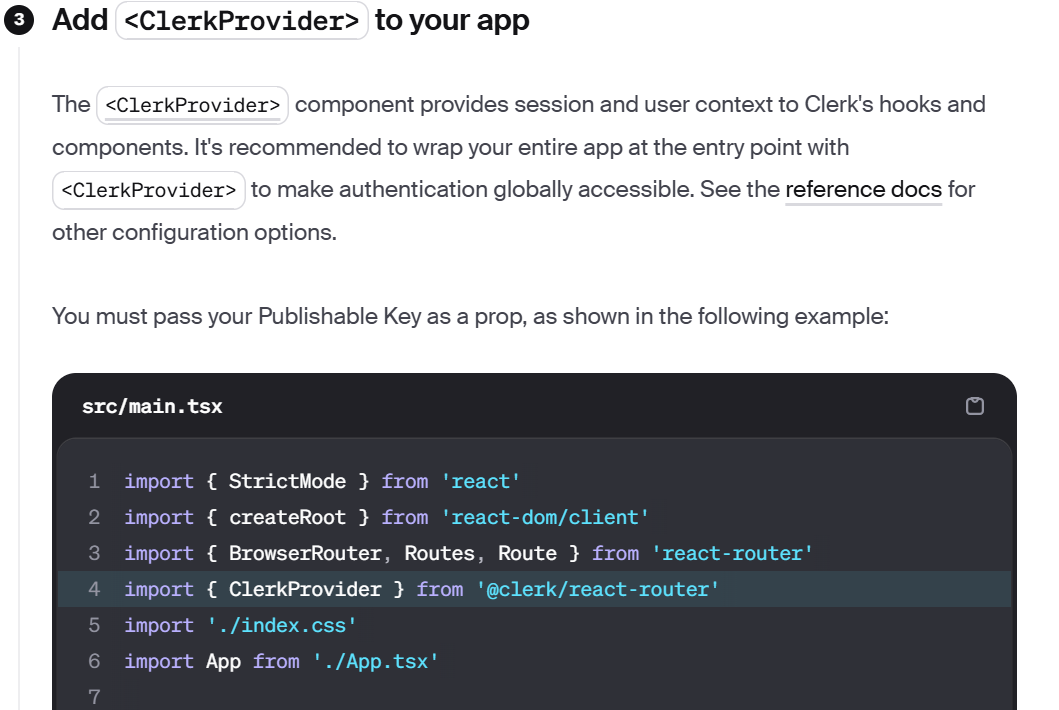 3 Add <ClerkProvider> to your app
The <ClerkProvider> component provides session and user context to Clerk's hooks and
components. It's recommended to wrap your entire app at the entry point with
<ClerkProvider> to make authentication globally accessible. See the reference docs for
other configuration options.
You must pass your Publishable Key as a prop, as shown in the following example:
src/main.tsx
1 import { StrictMode } from 'react'
2 import { createRoot } from 'react-dom/client'
3 import { BrowserRouter, Routes, Route } from 'react-router'
4 import { ClerkProvider } from '@clerk/react-router'
5 import './index.css'
6 import App from './App.tsx'
7